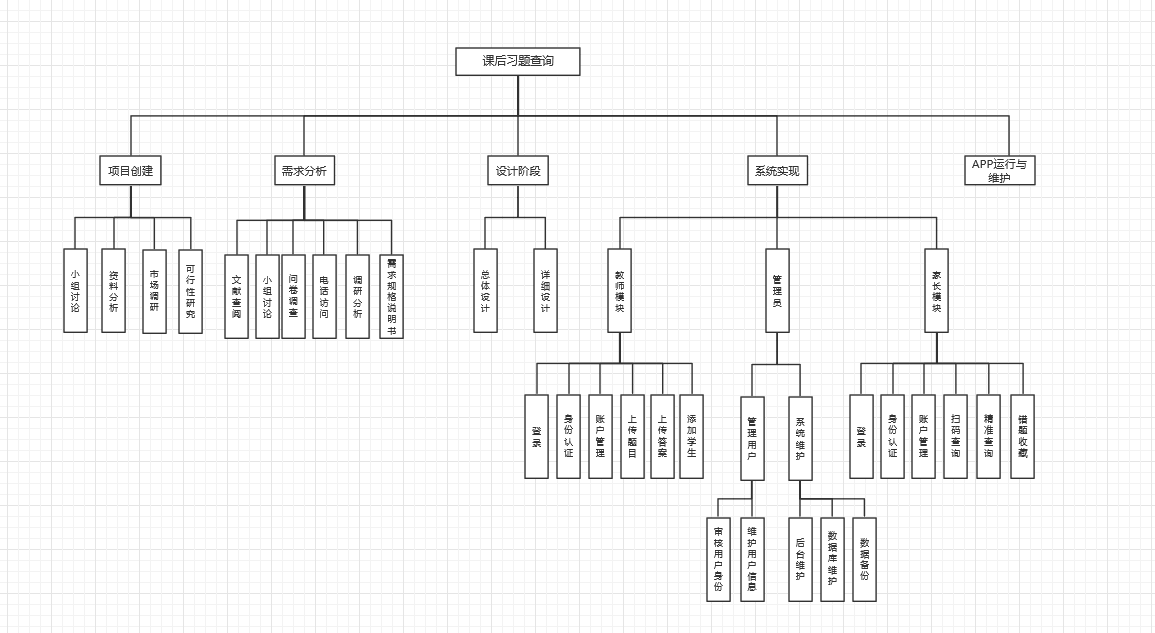 课后习题查询
项目创建
需求分析
设计阶段
系统实现
APP运行与
维护
小组讨论
资料分析
市场调研
可行性研究
文献查阅
小组讨论
问卷调查
电话访问
调研分析
需求规格说明书
总体设计
详细设计
教师模块
管理员
家长模块
登录
身份认证
账户管理
上传题目
上传答案
添加学生
管理用户
系统维护
登录
身份认证
账户管理
扫码查询
精准查询
错题收藏
审核用户身份
维护用户信息
后台维护
数据库维护
数据备份